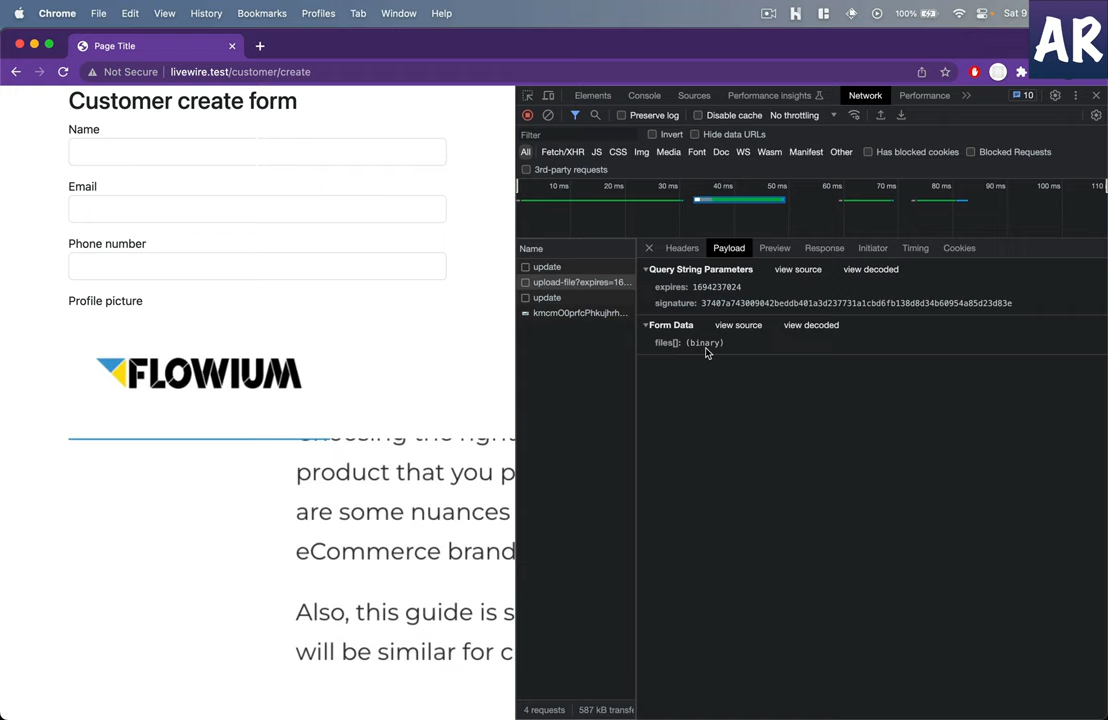 Chrome File Edit View History Bookmarks Profiles Tab Window Help 100% Sat 9
AR
Page Title
Not Secure livewire.test/customer/create
Customer create form
Name
Email
Phone number
Profile picture
FLOWIUM
Choosing the right
product that you p
are some nuances
eCommerce brand
Also, this guide is s
will be similar for c
Elements Console Sources Performance insights Network Performance 10
Preserve log Disable cache No throttling
Filter Invert Hide data URLs
All Fetch/XHR JS CSS Img Media Font Doc WS Wasm Manifest Other Has blocked cookies Blocked Requests
3rd-party requests
10 ms 20 ms 30 ms 40 ms 50 ms 60 ms 70 ms 80 ms 90 ms 100 ms 110
Name
update
upload-file?expires=16...
update
kmcmO0prfcPhkujhrh...
4 requests 587 kB transfe
Headers Payload Preview Response Initiator Timing Cookies
Query String Parameters view source view decoded
expires: 1694237024
signature: 37407a743009042beddb401a3d237731a1cbd6fb138d8d34b60954a85d23d83e
Form Data view source view decoded
files[]: (binary)